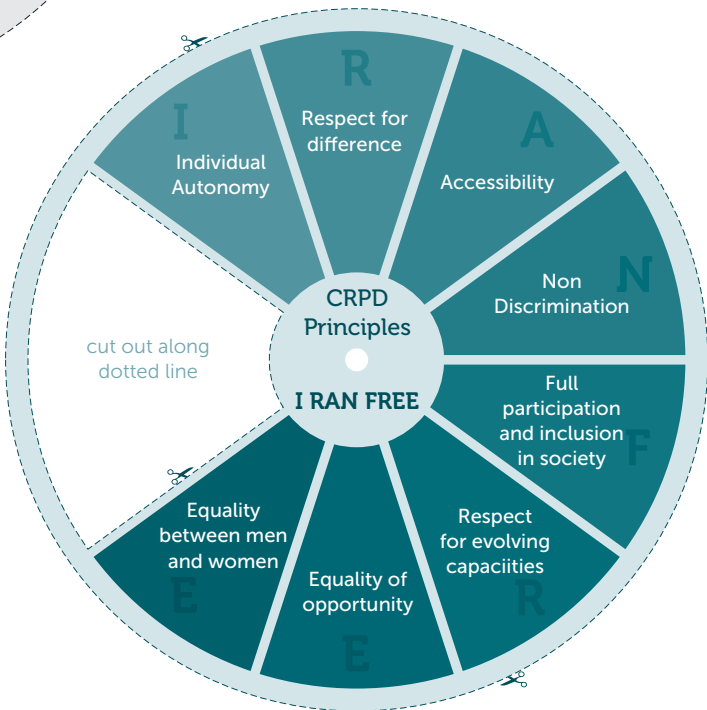 CRPD
Principles
I RAN FREE
I
Individual
Autonomy
R
Respect for
difference
A
Accessibility
N
Non
Discrimination
F
Full
participation
and inclusion
in society
R
Respect
for evolving
capaciities
E
Equality of
opportunity
E
Equality
between men
and women
cut out along
dotted line